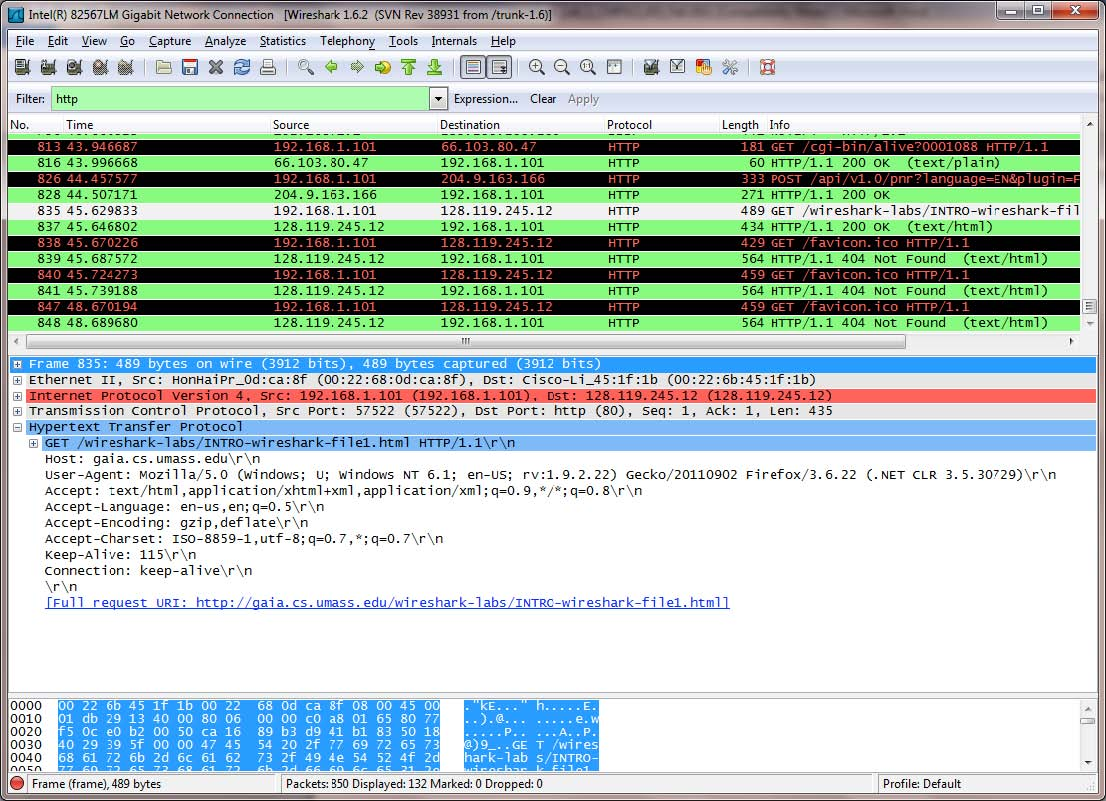 Intel(R) 82567LM Gigabit Network Connection [Wireshark 1.6.2 (SVN Rev 38931 from /trunk-1.6)]
File Edit View Go Capture Analyze Statistics Telephony Tools Internals Help
Filter: http Expression... Clear Apply
No. Time Source Destination Protocol Length Info
813 43.946687 192.168.1.101 66.103.80.47 HTTP 181 GET /cgi-bin/alive?0001088 HTTP/1.1
816 43.996668 66.103.80.47 192.168.1.101 HTTP 60 HTTP/1.1 200 OK (text/plain)
826 44.457577 192.168.1.101 204.9.163.166 HTTP 333 POST /api/v1.0/pnr?language=EN&plugin=F
828 44.507171 204.9.163.166 192.168.1.101 HTTP 271 HTTP/1.1 200 OK
835 45.629833 192.168.1.101 128.119.245.12 HTTP 489 GET /wireshark-labs/INTRO-wireshark-fil
837 45.646802 128.119.245.12 192.168.1.101 HTTP 434 HTTP/1.1 200 OK (text/html)
838 45.670226 192.168.1.101 128.119.245.12 HTTP 429 GET /favicon.ico HTTP/1.1
839 45.687572 128.119.245.12 192.168.1.101 HTTP 564 HTTP/1.1 404 Not Found (text/html)
840 45.724273 192.168.1.101 128.119.245.12 HTTP 459 GET /favicon.ico HTTP/1.1
841 45.739188 128.119.245.12 192.168.1.101 HTTP 564 HTTP/1.1 404 Not Found (text/html)
847 48.670194 192.168.1.101 128.119.245.12 HTTP 459 GET /favicon.ico HTTP/1.1
848 48.689680 128.119.245.12 192.168.1.101 HTTP 564 HTTP/1.1 404 Not Found (text/html)
Frame 835: 489 bytes on wire (3912 bits), 489 bytes captured (3912 bits)
Ethernet II, Src: HonHaiPr_0d:ca:8f (00:22:68:0d:ca:8f), Dst: Cisco-Li_45:1f:1b (00:22:6b:45:1f:1b)
Internet Protocol Version 4, Src: 192.168.1.101 (192.168.1.101), Dst: 128.119.245.12 (128.119.245.12)
Transmission Control Protocol, Src Port: 57522 (57522), Dst Port: http (80), Seq: 1, Ack: 1, Len: 435
Hypertext Transfer Protocol
GET /wireshark-labs/INTRO-wireshark-file1.html HTTP/1.1\r\n
Host: gaia.cs.umass.edu\r\n
User-Agent: Mozilla/5.0 (Windows; U; Windows NT 6.1; en-US; rv:1.9.2.22) Gecko/20110902 Firefox/3.6.22 (.NET CLR 3.5.30729)\r\n
Accept: text/html,application/xhtml+xml,application/xml;q=0.9,*/*;q=0.8\r\n
Accept-Language: en-us,en;q=0.5\r\n
Accept-Encoding: gzip,deflate\r\n
Accept-Charset: ISO-8859-1,utf-8;q=0.7,*;q=0.7\r\n
Keep-Alive: 115\r\n
Connection: keep-alive\r\n
\r\n
[Full request URI: http://gaia.cs.umass.edu/wireshark-labs/INTRO-wireshark-file1.html]
0000 00 22 6b 45 1f 1b 00 22 68 0d ca 8f 08 00 45 00 ."kE..." h.....E.
0010 01 db 29 13 40 00 80 06 00 00 c0 a8 01 65 80 77 ..).@... .....e.w
0020 f5 0c e0 b2 00 50 ca 16 89 b3 d9 41 b1 83 50 18 .....P.. ...A..P.
0030 40 29 39 5f 00 00 47 45 54 20 2f 77 69 72 65 73 @)9_..GE T /wires
0040 68 61 72 6b 2d 6c 61 62 73 2f 49 4e 54 52 4f 2d hark-lab s/INTRO-
Frame (frame), 489 bytes Packets: 850 Displayed: 132 Marked: 0 Dropped: 0 Profile: Default